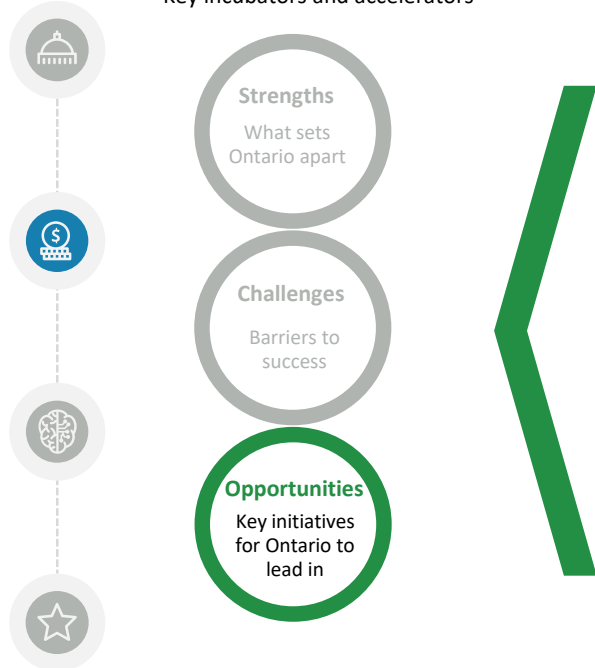 Key incubators and accelerators
Strengths
What sets
Ontario apart
$
Challenges
Barriers to
success
Opportunities
Key initiatives
for Ontario to
lead in